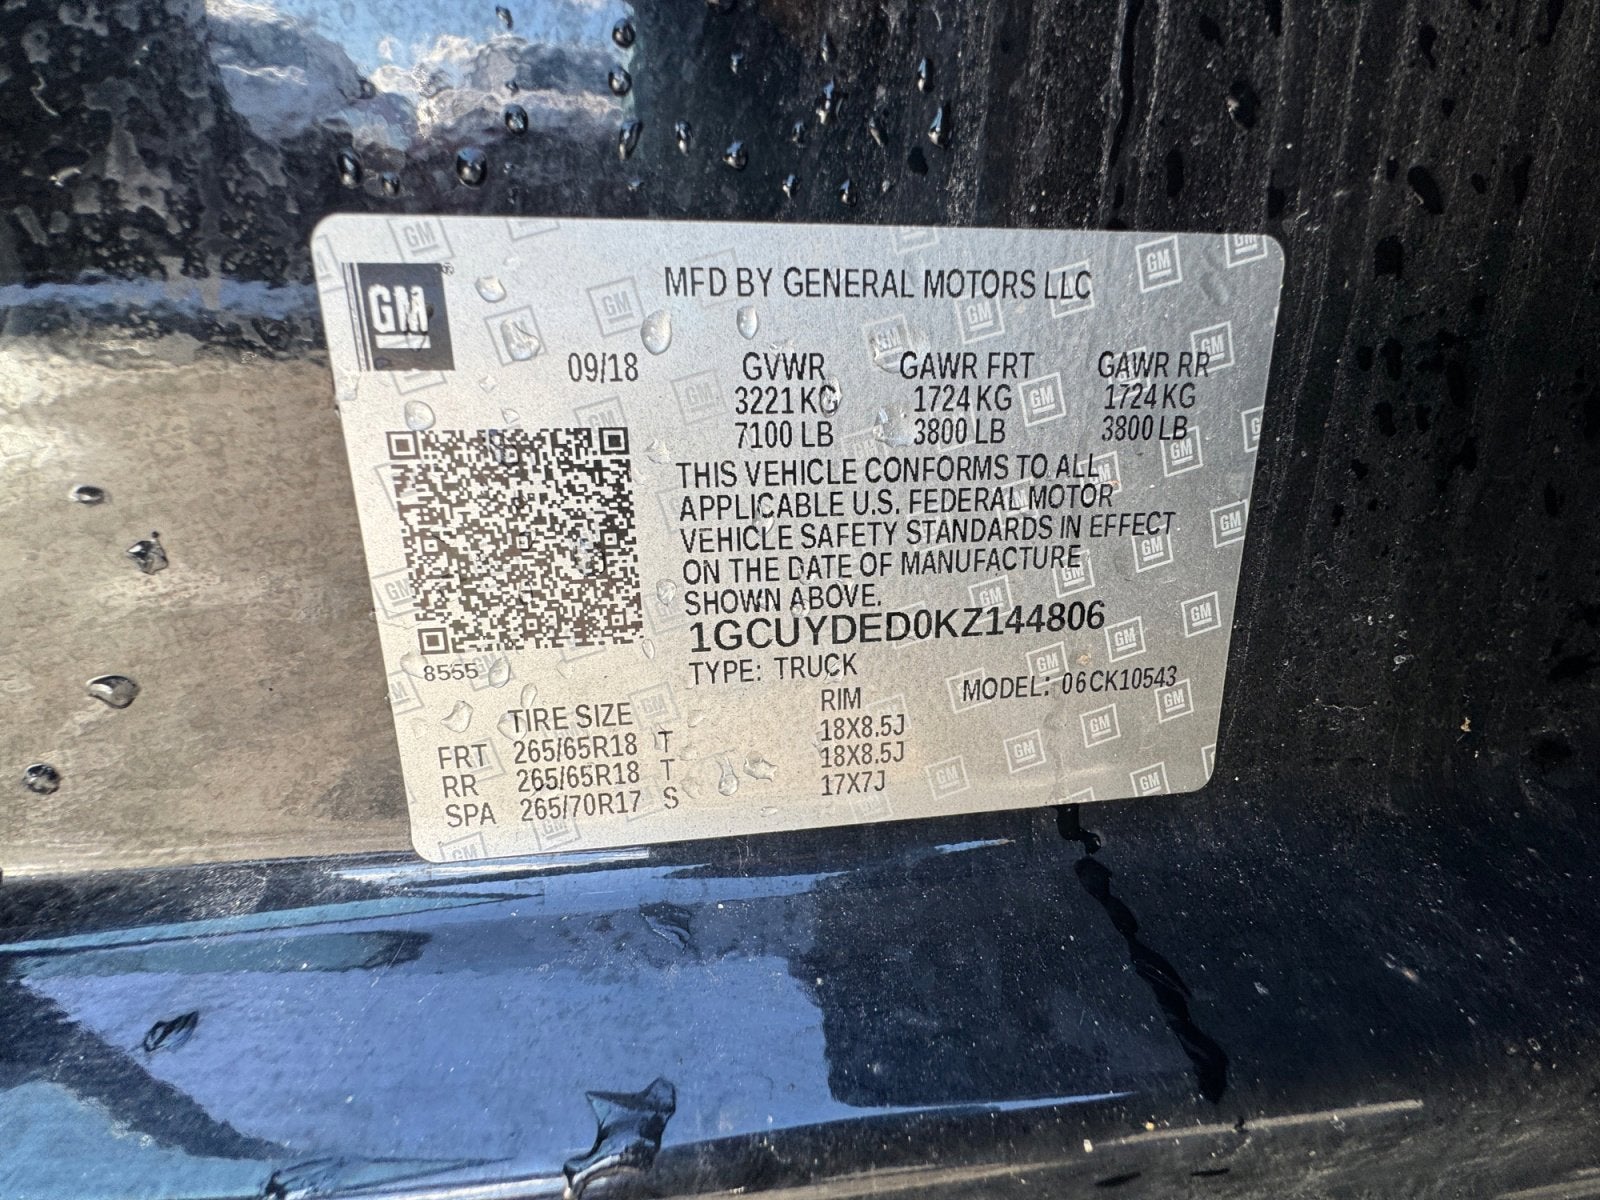 GM
MFD BY GENERAL MOTORS LLC
09/18 GVWR GAWR FRT GAWR RR
3221 KG 1724 KG 1724 KG
7100 LB 3800 LB 3800 LB
THIS VEHICLE CONFORMS TO ALL
APPLICABLE U.S. FEDERAL MOTOR
VEHICLE SAFETY STANDARDS IN EFFECT
ON THE DATE OF MANUFACTURE
SHOWN ABOVE.
1GCUYDED0KZ144806
8555
TYPE: TRUCK MODEL: 06CK10543
TIRE SIZE RIM
FRT 265/65R18 T 18X8.5J
RR 265/65R18 T 18X8.5J
SPA 265/70R17 S 17X7J